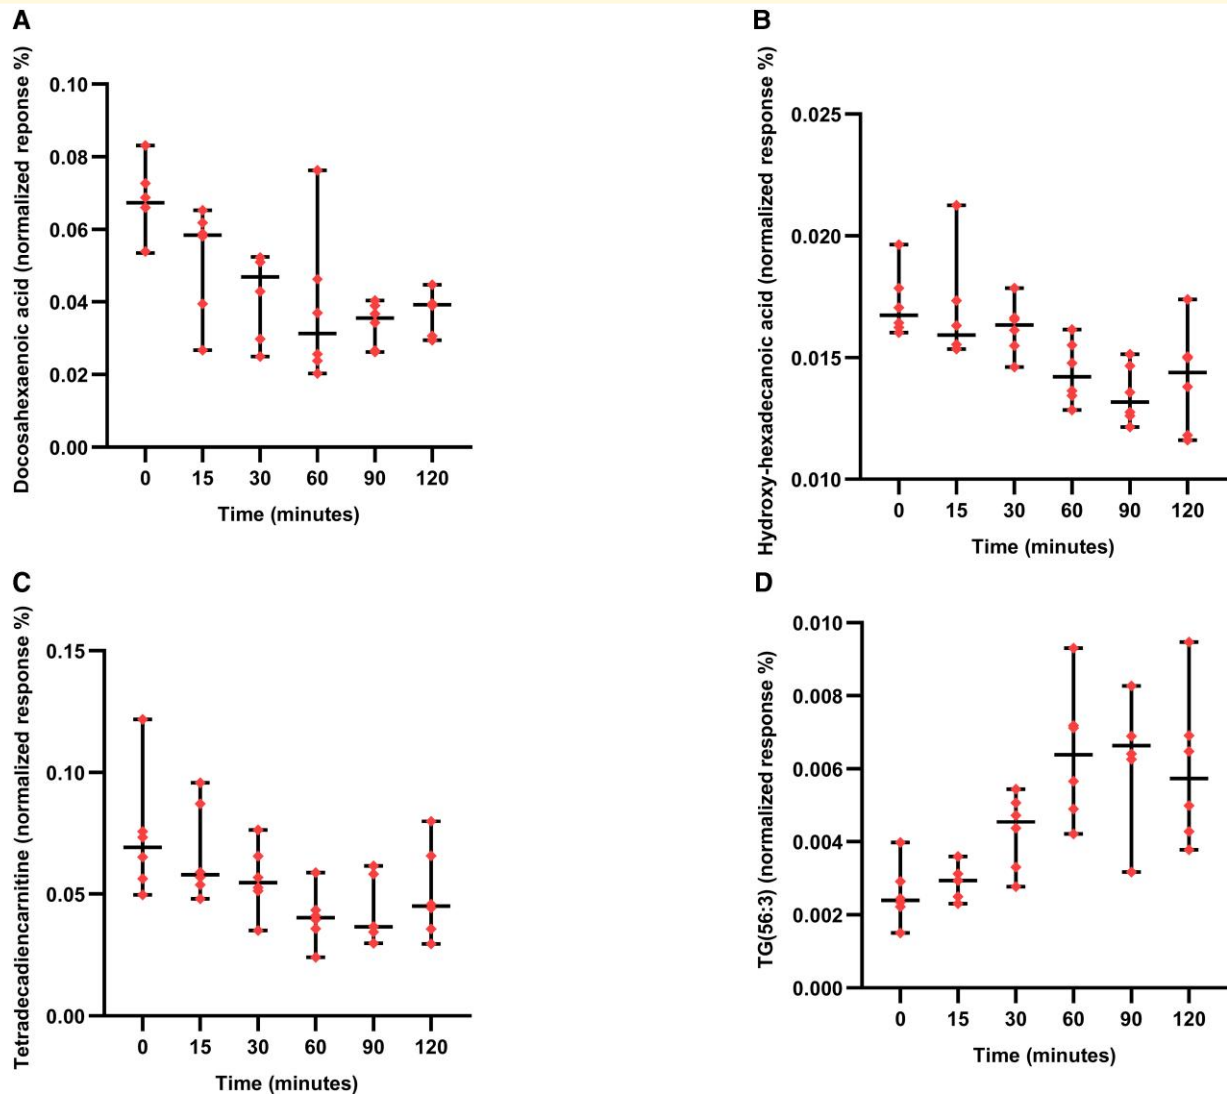 A
Docosahexaenoic acid (normalized reponse %)
0.10
0.08
0.06
0.04
0.02
0.00
0 15 30 60 90 120
Time (minutes)
B
Hydroxy-hexadecanoic acid (normalized response %)
0.025
0.020
0.015
0.010
0 15 30 60 90 120
Time (minutes)
C
Tetradecadiencarnitine (normalized response %)
0.15
0.10
0.05
0.00
0 15 30 60 90 120
Time (minutes)
D
TG(56:3) (normalized response %)
0.010
0.008
0.006
0.004
0.002
0.000
0 15 30 60 90 120
Time (minutes)